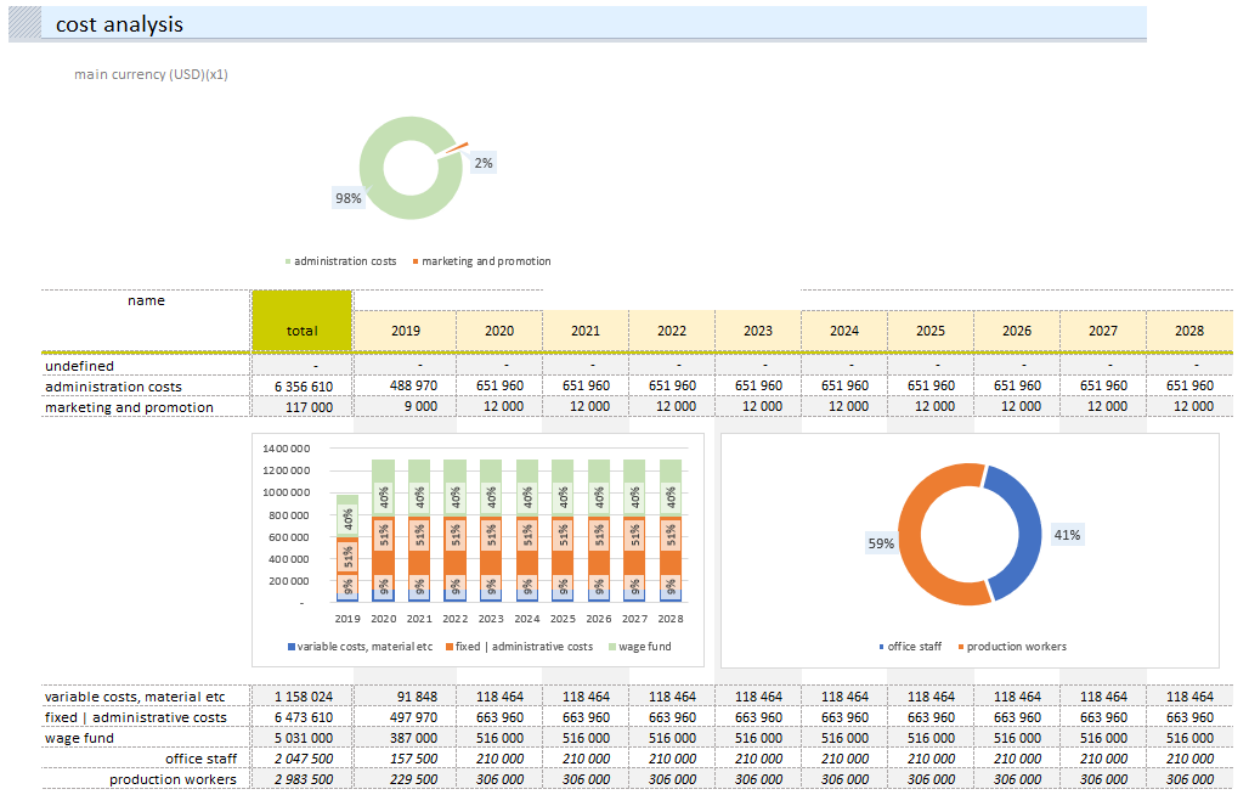 cost analysis
main currency (USD)(x1)
2%
98%
administration costs marketing and promotion
name
total 2019 2020 2021 2022 2023 2024 2025 2026 2027 2028
undefined - - - - - - - - - - -
administration costs 6 356 610 488 970 651 960 651 960 651 960 651 960 651 960 651 960 651 960 651 960 651 960
marketing and promotion 117 000 9 000 12 000 12 000 12 000 12 000 12 000 12 000 12 000 12 000 12 000
1400 000
1200 000
1000 000
800 000
600 000
400 000
200 000
-
40% 40% 40% 40% 40% 40% 40% 40% 40% 40%
51% 51% 51% 51% 51% 51% 51% 51% 51% 51%
9% 9% 9% 9% 9% 9% 9% 9% 9% 9%
2019 2020 2021 2022 2023 2024 2025 2026 2027 2028
variable costs, material etc fixed | administrative costs wage fund
59%
41%
office staff production workers
variable costs, material etc 1 158 024 91 848 118 464 118 464 118 464 118 464 118 464 118 464 118 464 118 464 118 464
fixed | administrative costs 6 473 610 497 970 663 960 663 960 663 960 663 960 663 960 663 960 663 960 663 960 663 960
wage fund 5 031 000 387 000 516 000 516 000 516 000 516 000 516 000 516 000 516 000 516 000 516 000
office staff 2 047 500 157 500 210 000 210 000 210 000 210 000 210 000 210 000 210 000 210 000 210 000
production workers 2 983 500 229 500 306 000 306 000 306 000 306 000 306 000 306 000 306 000 306 000 306 000